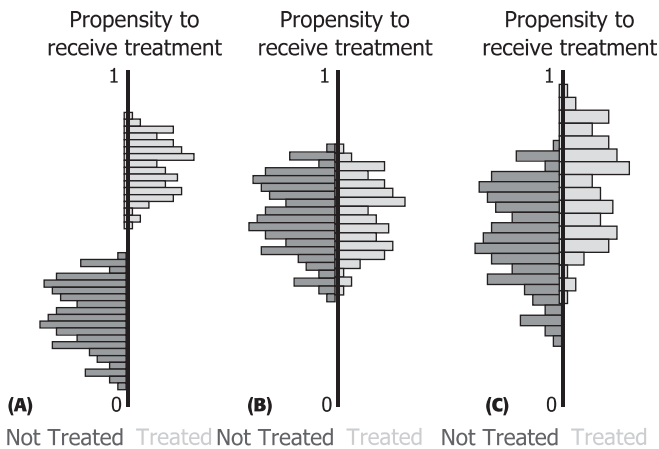 Propensity to
receive treatment
1
0
(A)
Not Treated Treated
Propensity to
receive treatment
1
0
(B)
Not Treated Treated
Propensity to
receive treatment
1
0
(C)
Not Treated Treated